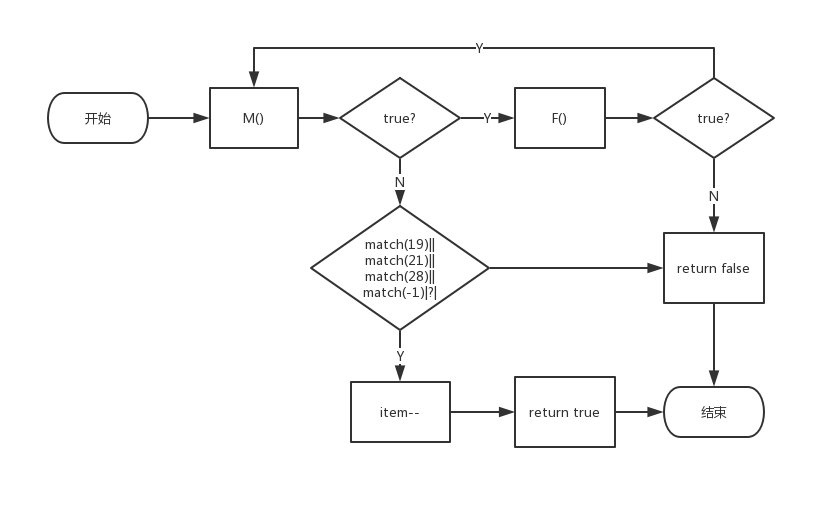 Y
开始
M()
true?
Y
F()
true?
N
N
match(19)||
match(21)||
match(28)||
match(-1)|?|
return false
Y
item--
return true
结束